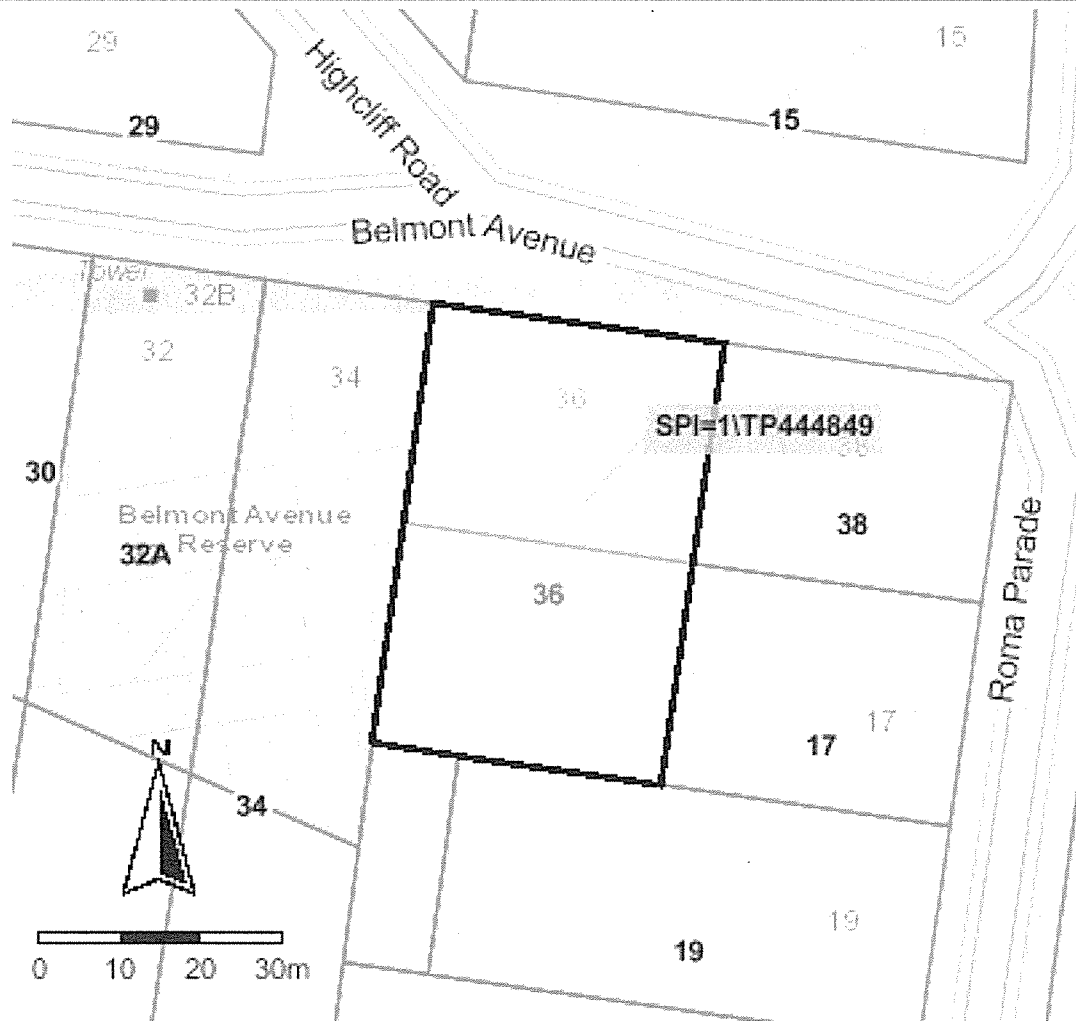 29
15
Highcliff Road
29
15
Belmont Avenue
Tower
32B
32
34
36
SPI=1\TP444849
38
30
Belmont Avenue
Reserve
32A
38
36
Roma Parade
17
17
N
34
19
19
0 10 20 30m